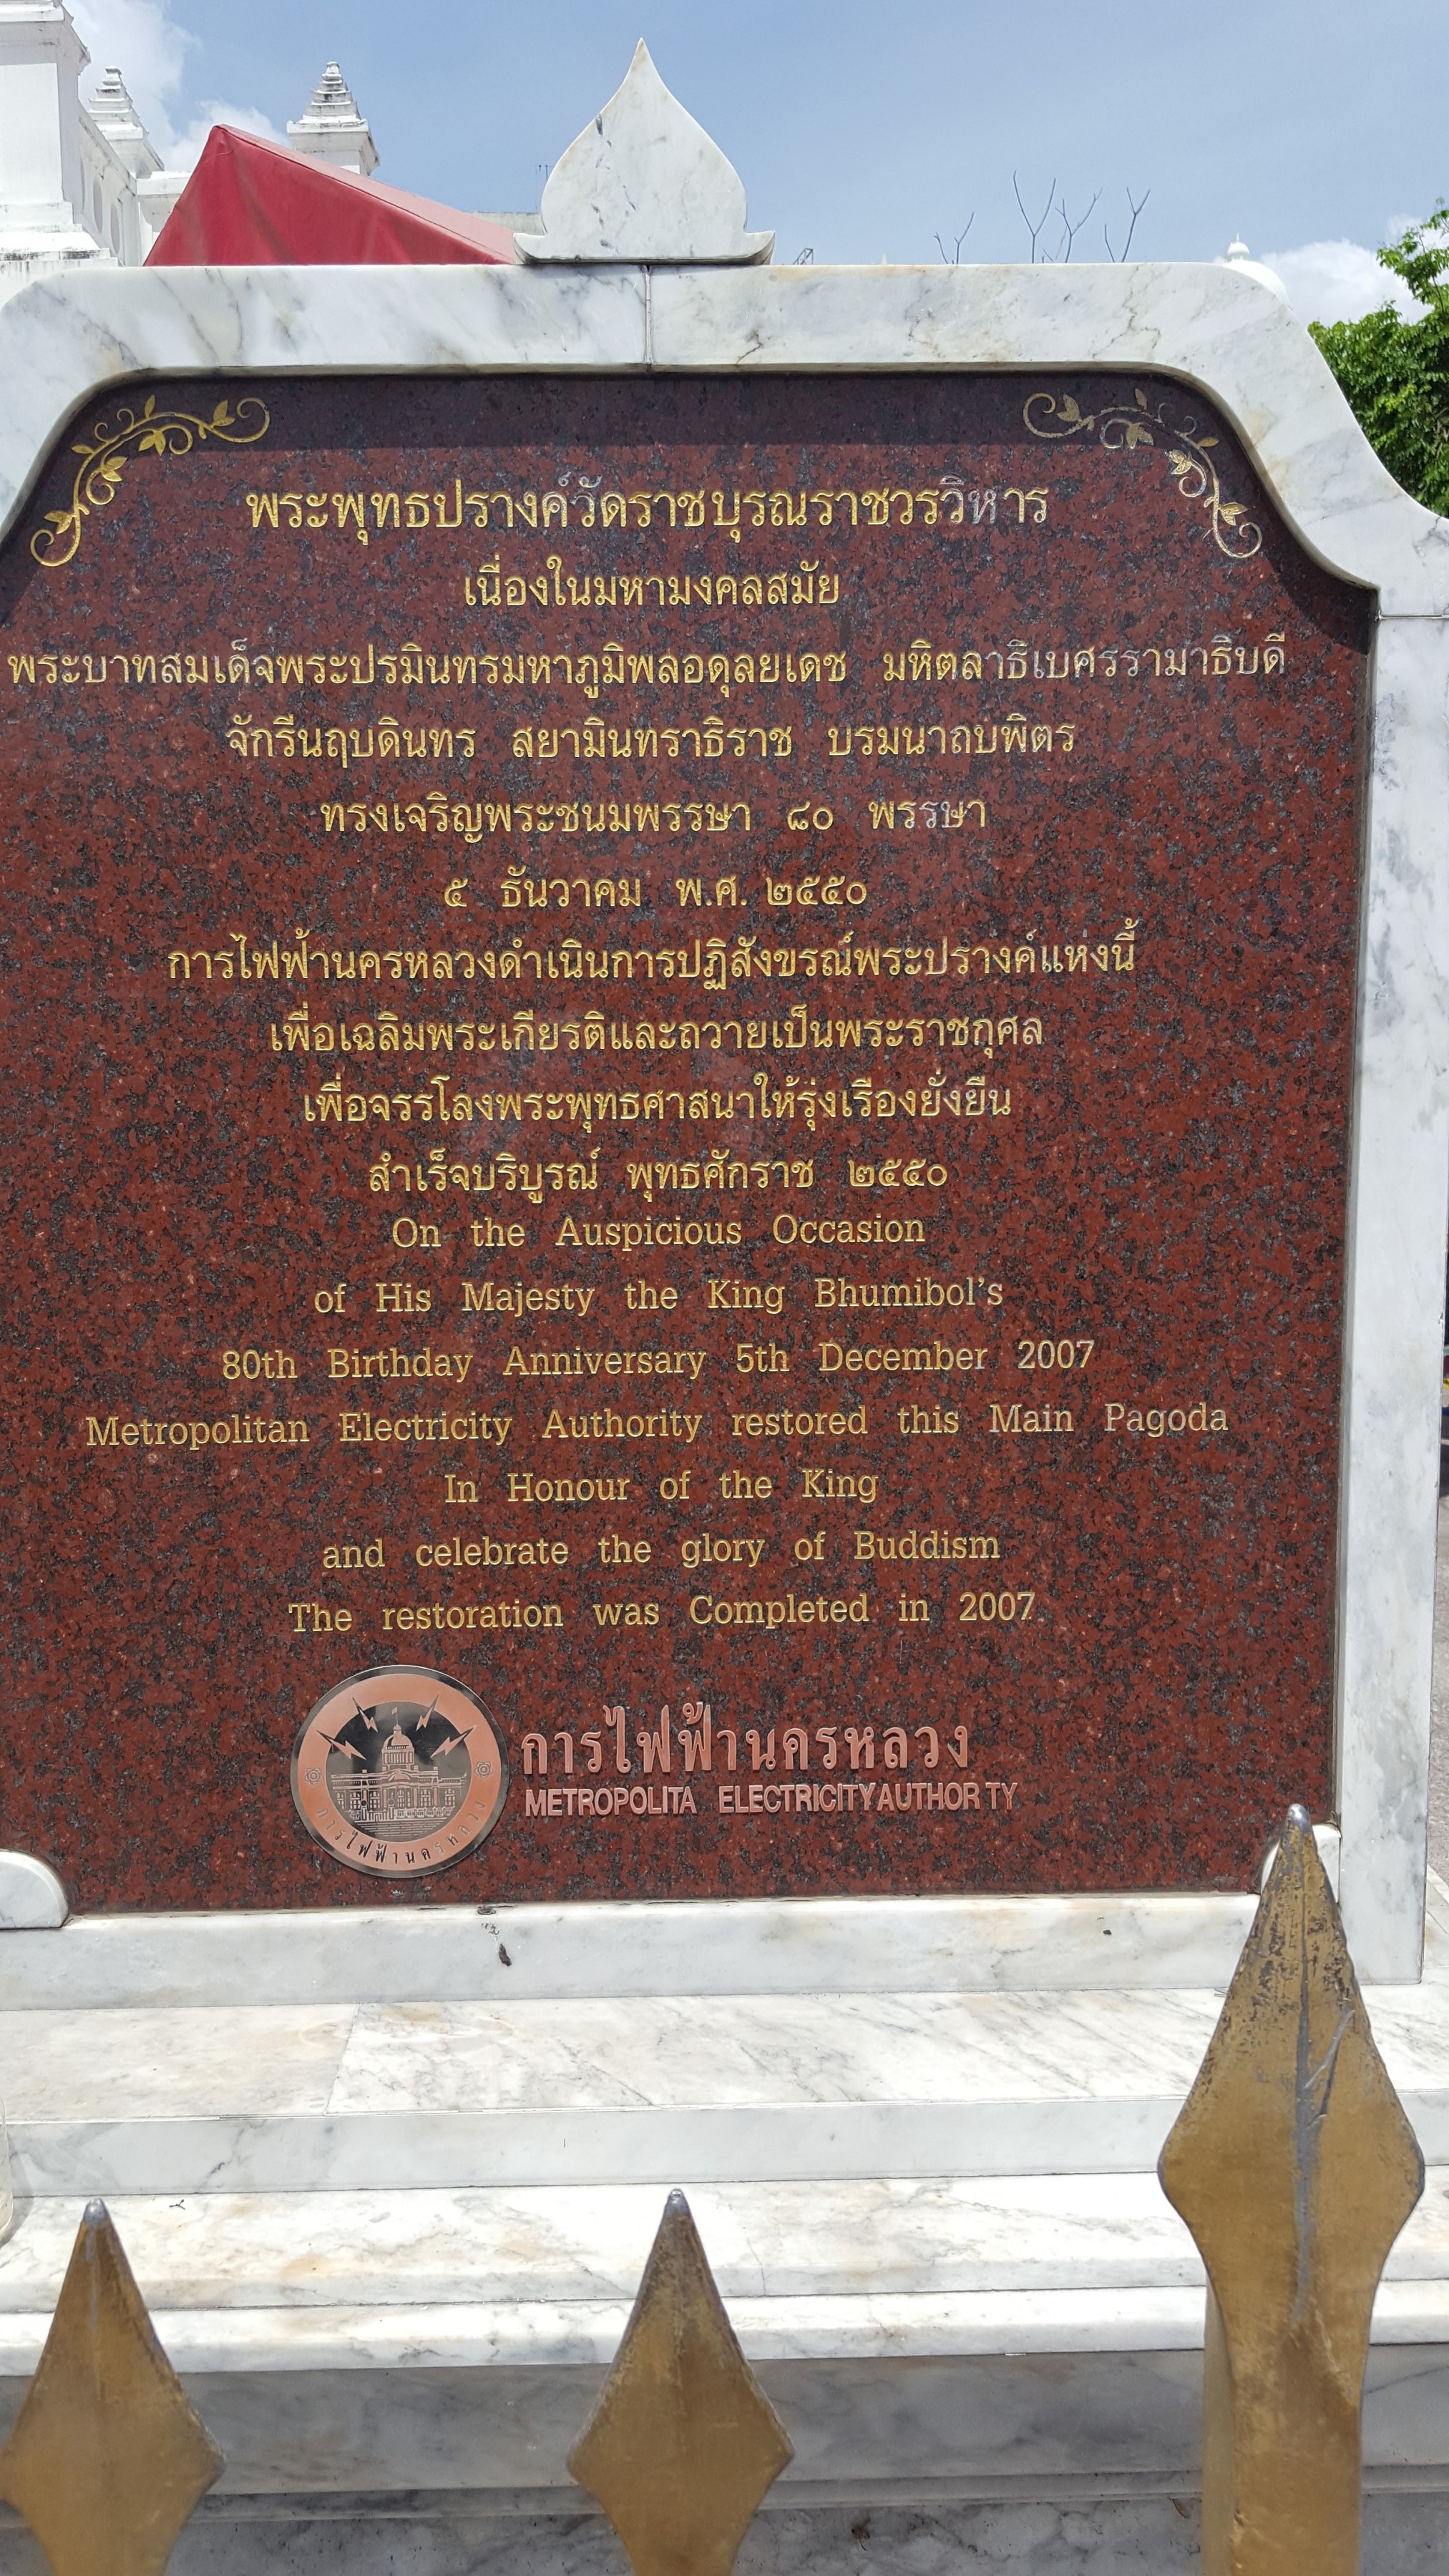 พระพุทธปรางค์วัดราชบุรณราชวรวิหาร
เนื่องในมหามงคลสมัย
พระบาทสมเด็จพระปรมินทรมหาภูมิพลอดุลยเดช มหิตลาธิเบศรรามาธิบดี
จักรีนฤบดินทร สยามินทราธิราช บรมนาถบพิตร
ทรงเจริญพระชนมพรรษา ๘๐ พรรษา
๕ ธันวาคม พ.ศ. ๒๕๕๐
การไฟฟ้านครหลวงดำเนินการปฏิสังขรณ์พระปรางค์แห่งนี้
เพื่อเฉลิมพระเกียรติและถวายเป็นพระราชกุศล
เพื่อจรรโลงพระพุทธศาสนาให้รุ่งเรืองยั่งยืน
สำเร็จบริบูรณ์ พุทธศักราช ๒๕๕๐
On the Auspicious Occasion
of His Majesty the King Bhumibol's
80th Birthday Anniversary 5th December 2007
Metropolitan Electricity Authority restored this Main Pagoda
In Honour of the King
and celebrate the glory of Buddism
The restoration was Completed in 2007
การไฟฟ้านครหลวง
การไฟฟ้านครหลวง
METROPOLITA ELECTRICITYAUTHOR TY